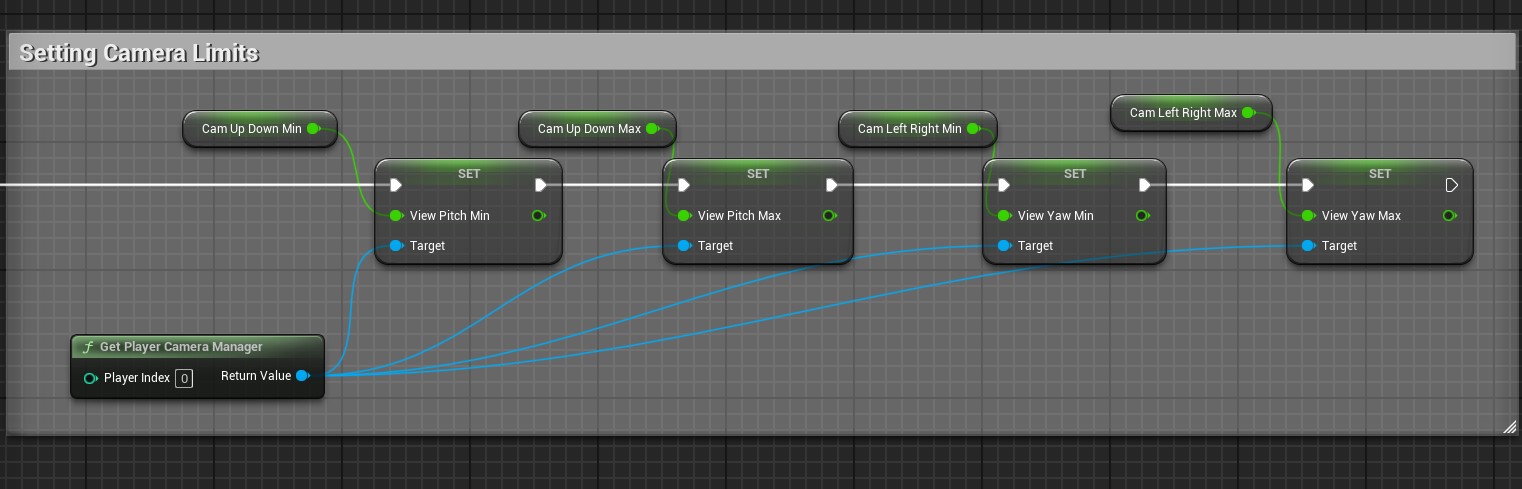 Setting Camera Limits
Cam Up Down Min
Cam Up Down Max
Cam Left Right Min
Cam Left Right Max
SET
View Pitch Min
Target
SET
View Pitch Max
Target
SET
View Yaw Min
Target
SET
View Yaw Max
Target
f Get Player Camera Manager
Player Index 0 Return Value